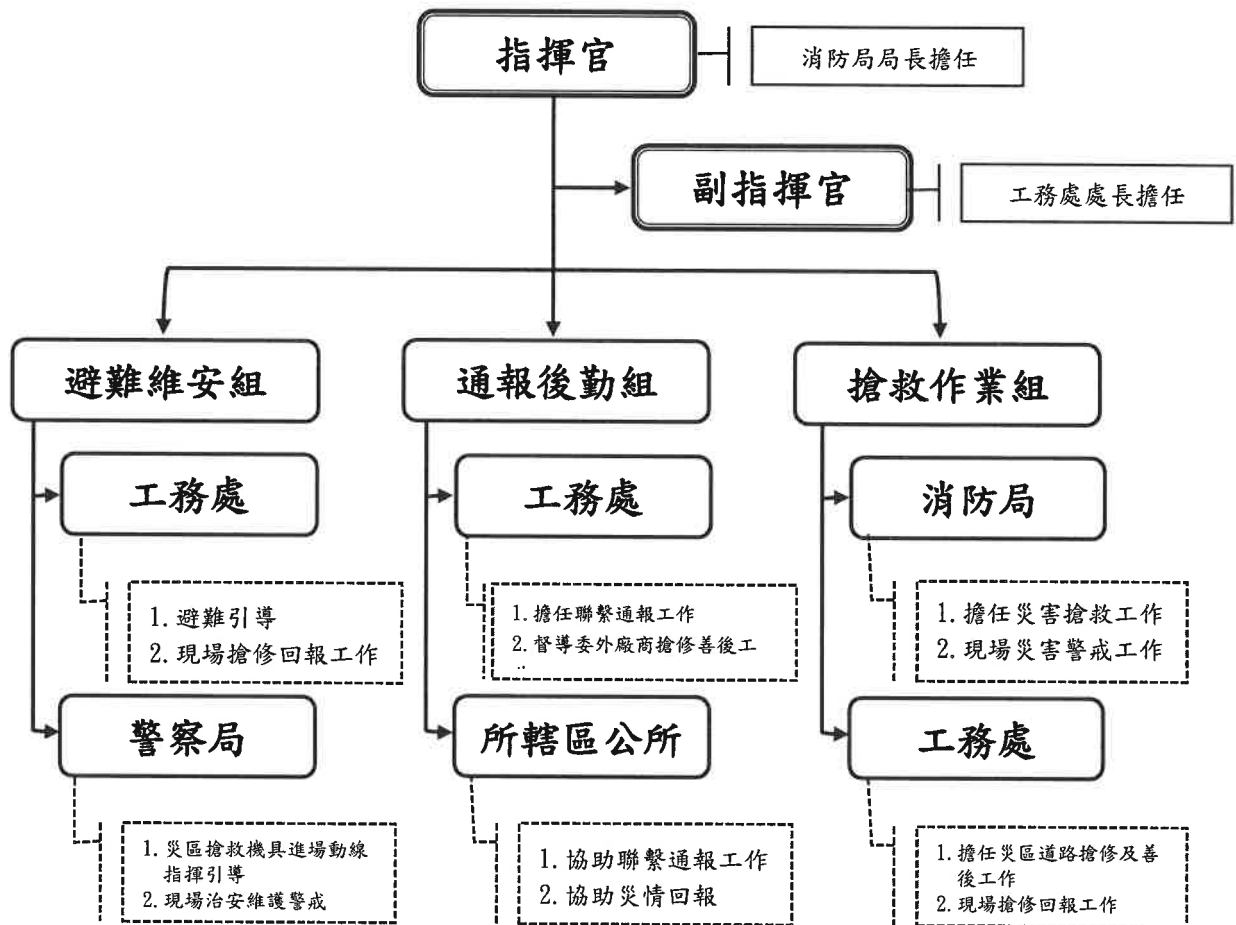 指揮官
消防局局長擔任
副指揮官
工務處處長擔任
避難維安組
通報後勤組
搶救作業組
工務處
工務處
消防局
1. 避難引導
2. 現場搶修回報工作
1. 擔任聯繫通報工作
2. 督導委外廠商搶修善後工
1. 擔任災害搶救工作
2. 現場災害警戒工作
警察局
所轄區公所
工務處
1. 災區搶救機具進場動線
指揮引導
2. 現場治安維護警戒
1. 協助聯繫通報工作
2. 協助災情回報
1. 擔任災區道路搶修及善
後工作
2. 現場搶修回報工作